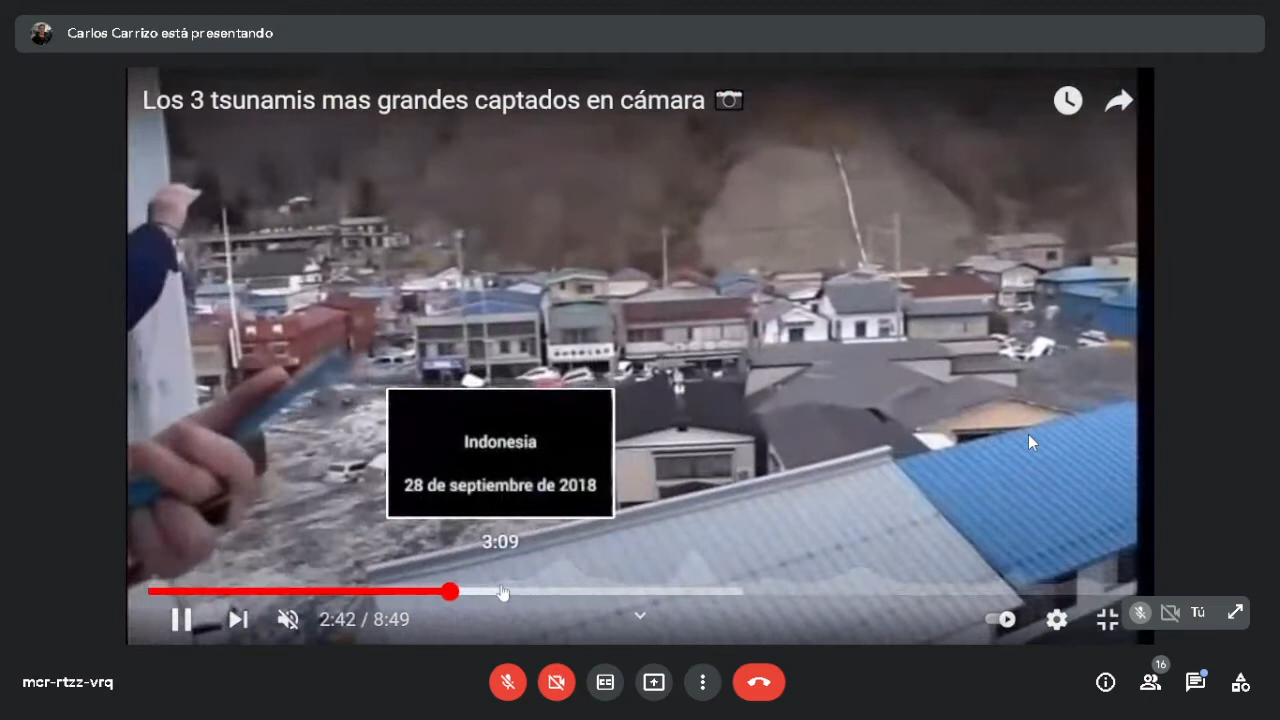 Carlos Carrizo está presentando
Los 3 tsunamis mas grandes captados en cámara
Indonesia
28 de septiembre de 2018
3:09
2:42 / 8:49
Tú
mcr-rtzz-vrq
16